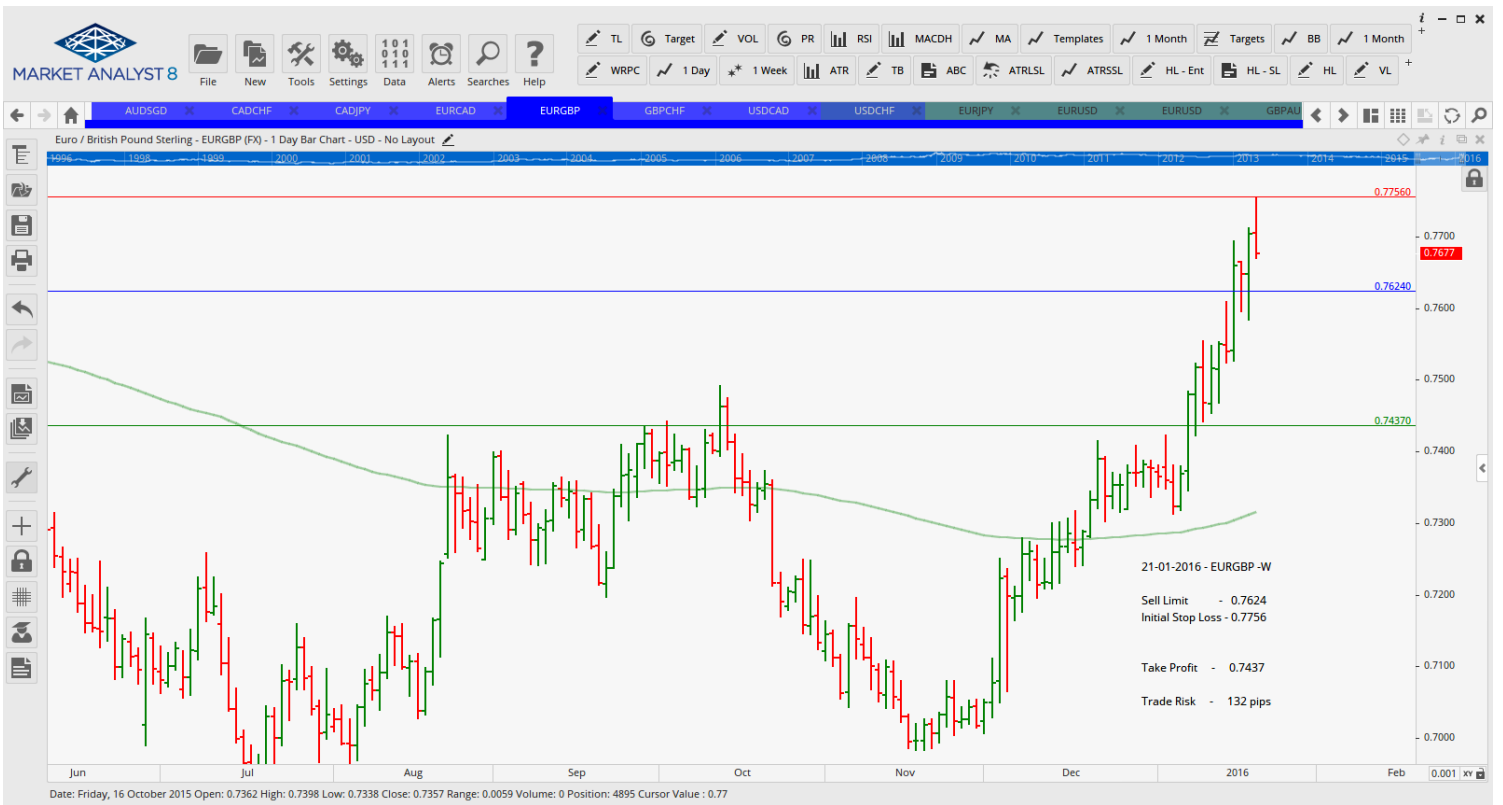 MARKET ANALYST 8
File
New
Tools
Settings
101
010
111
Data
Alerts
Searches
?
Help
TL
Target
VOL
PR
RSI
MACDH
MA
Templates
1 Month
Targets
BB
1 Month
WRPC
1 Day
1 Week
ATR
TB
ABC
ATRLSL
ATRSSL
HL - Ent
HL - SL
HL
VL
AUDSGD
CADCHF
CADJPY
EURCAD
EURGBP
GBPCHF
USDCAD
USDCHF
EURJPY
EURUSD
EURUSD
GBPAU
Euro / British Pound Sterling - EURGBP (FX) - 1 Day Bar Chart - USD - No Layout
1996 1998 1999 2000 2001 2002 2003 2004 2005 2006 2007 2008 2009 2010 2011 2012 2013 2014 2015 2016
0.77560
0.7700
0.7677
0.76240
0.7600
0.7500
0.74370
0.7400
0.7300
21-01-2016 - EURGBP -W
0.7200
Sell Limit - 0.7624
Initial Stop Loss - 0.7756
Take Profit - 0.7437
0.7100
Trade Risk - 132 pips
0.7000
Jun Jul Aug Sep Oct Nov Dec 2016 Feb 0.001 XY
Date: Friday, 16 October 2015 Open: 0.7362 High: 0.7398 Low: 0.7338 Close: 0.7357 Range: 0.0059 Volume: 0 Position: 4895 Cursor Value : 0.77